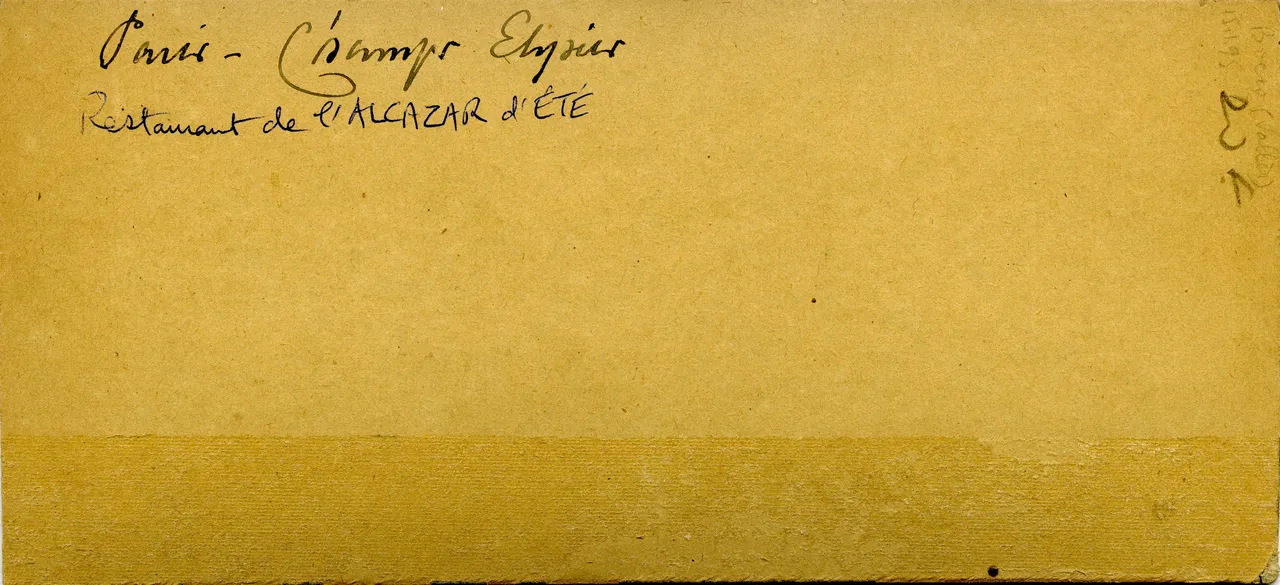 Paris - Champs Elysées
Restaurant de l'ALCAZAR d'ÉTÉ